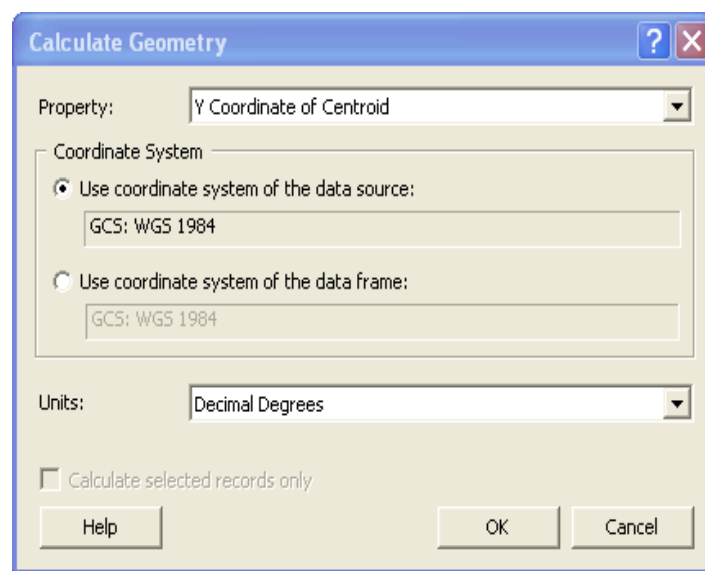 Calculate Geometry
Property: Y Coordinate of Centroid
Coordinate System
Use coordinate system of the data source:
GCS: WGS 1984
Use coordinate system of the data frame:
GCS: WGS 1984
Units: Decimal Degrees
Calculate selected records only
Help OK Cancel